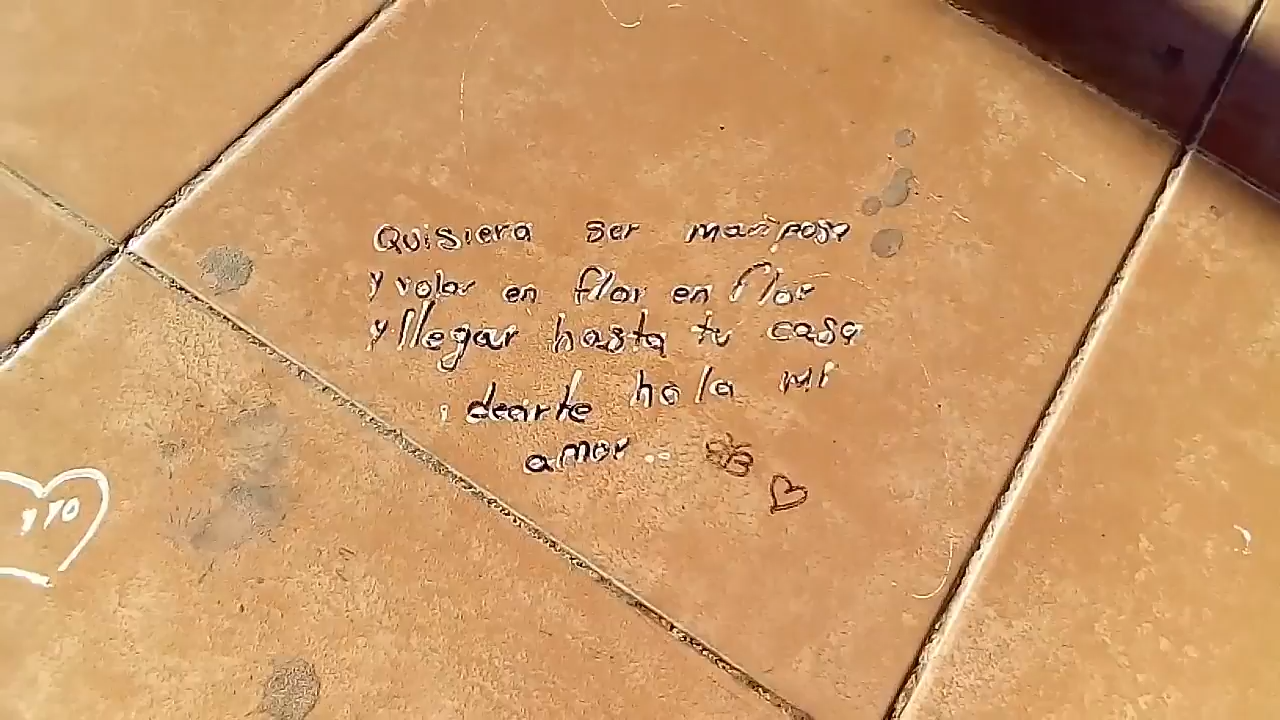 Quisiera ser mariposa
y volar en flor en flor
y llegar hasta tu casa
i decirte hola mi
amor..